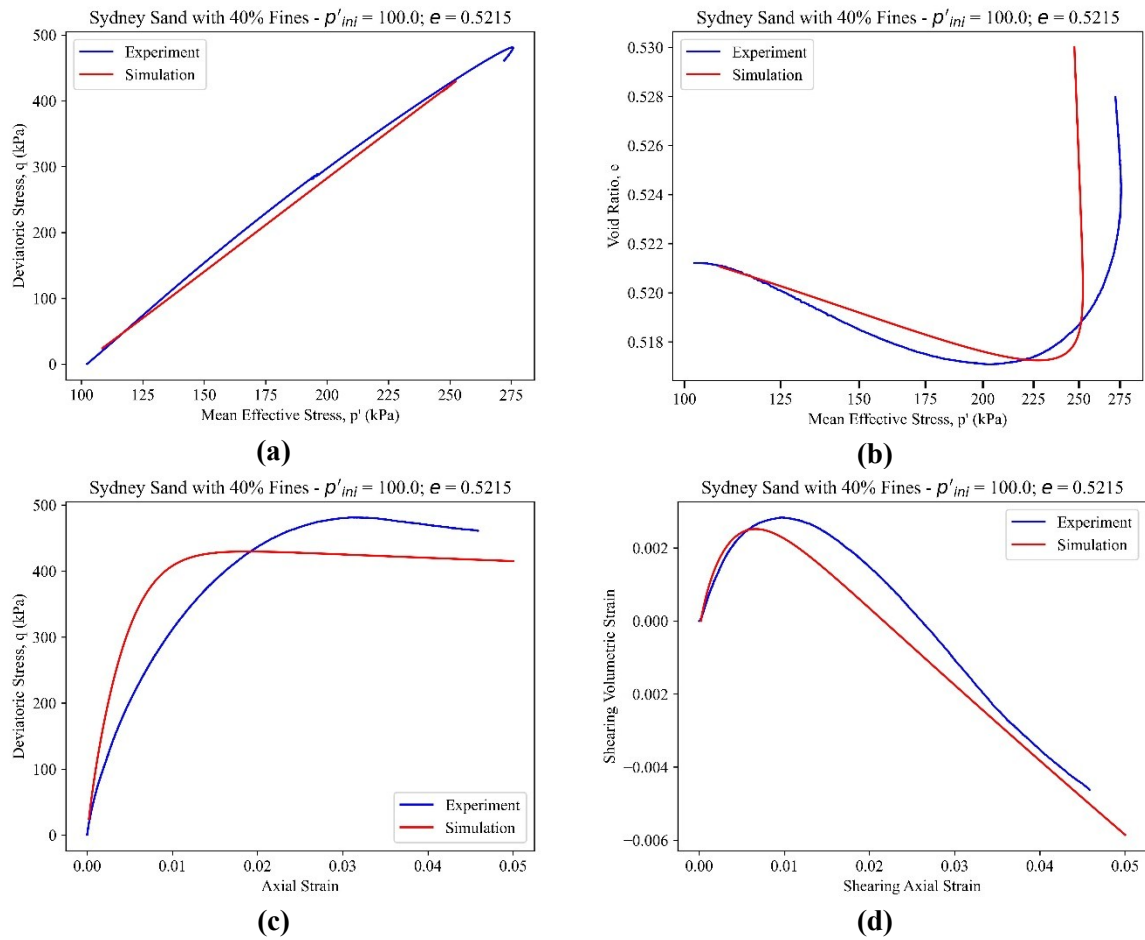 Sydney Sand with 40% Fines - p'ini = 100.0; e = 0.5215
Experiment
Simulation
Deviatoric Stress, q (kPa)
500
400
300
200
100
0
100 125 150 175 200 225 250 275
Mean Effective Stress, p' (kPa)
(a)
Sydney Sand with 40% Fines - p'ini = 100.0; e = 0.5215
Experiment
Simulation
Void Ratio, e
0.530
0.528
0.526
0.524
0.522
0.520
0.518
100 125 150 175 200 225 250 275
Mean Effective Stress, p' (kPa)
(b)
Sydney Sand with 40% Fines - p'ini = 100.0; e = 0.5215
Experiment
Simulation
Deviatoric Stress, q (kPa)
500
400
300
200
100
0
0.00 0.01 0.02 0.03 0.04 0.05
Axial Strain
(c)
Sydney Sand with 40% Fines - p'ini = 100.0; e = 0.5215
Experiment
Simulation
Shearing Volumetric Strain
0.002
0.000
0.002
−0.004
−0.006
0.00 0.01 0.02 0.03 0.04 0.05
Shearing Axial Strain
(d)